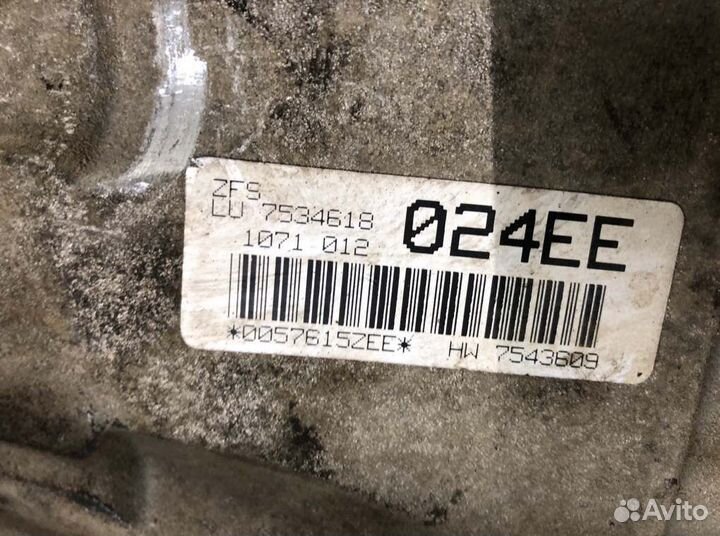 ZFS
LU 7534618
1071 012
024EE
*0057615ZEE* HW 7543609
Avito